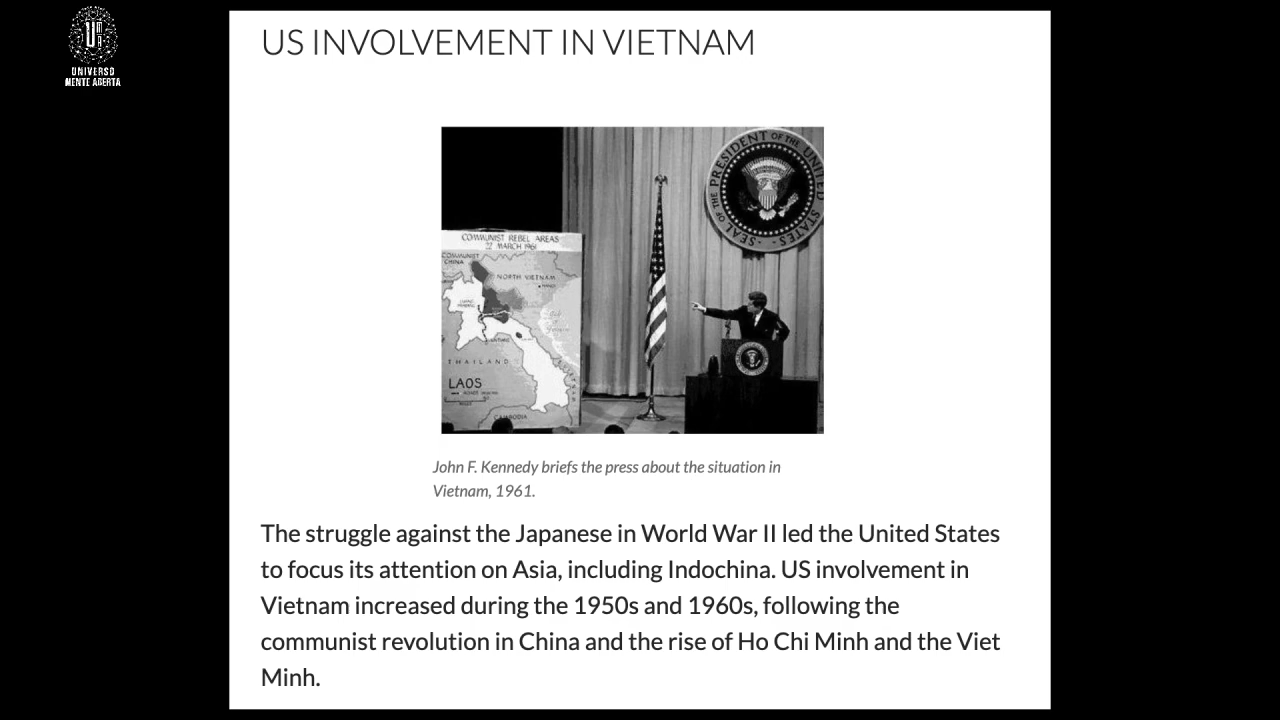 UNIVERSO
MENTE ABERTA
US INVOLVEMENT IN VIETNAM
SEAL OF THE PRESIDENT OF THE UNITED STATES
COMMUNIST REBEL AREAS
MARCH 1961
COMMUNIST
CHINA
NORTH VIETNAM
THAILAND
LAOS
CAMBODIA
John F. Kennedy briefs the press about the situation in
Vietnam, 1961.
The struggle against the Japanese in World War II led the United States
to focus its attention on Asia, including Indochina. US involvement in
Vietnam increased during the 1950s and 1960s, following the
communist revolution in China and the rise of Ho Chi Minh and the Viet
Minh.